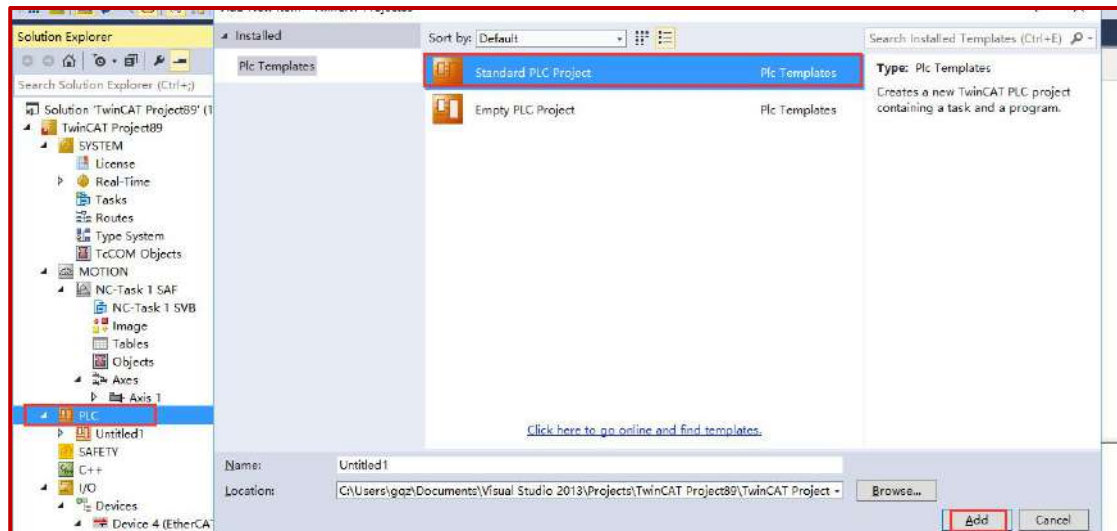 Solution Explorer
Search Solution Explorer (Ctrl+;)
Solution 'TwinCAT Project89' (1
TwinCAT Project89
SYSTEM
License
Real-Time
Tasks
Routes
Type System
TcCOM Objects
MOTION
NC-Task 1 SAF
NC-Task 1 SVB
Image
Tables
Objects
Axes
Axis 1
PLC
Untitled1
SAFETY
C++
I/O
Devices
Device 4 (EtherCA
Installed
Plc Templates
Sort by: Default
Standard PLC Project Plc Templates
Empty PLC Project Plc Templates
Click here to go online and find templates.
Search Installed Templates (Ctrl+E)
Type: Plc Templates
Creates a new TwinCAT PLC project
containing a task and a program.
Name: Untitled1
Location: C:\Users\gqz\Documents\Visual Studio 2013\Projects\TwinCAT Project89\TwinCAT Project
Browse...
Add Cancel